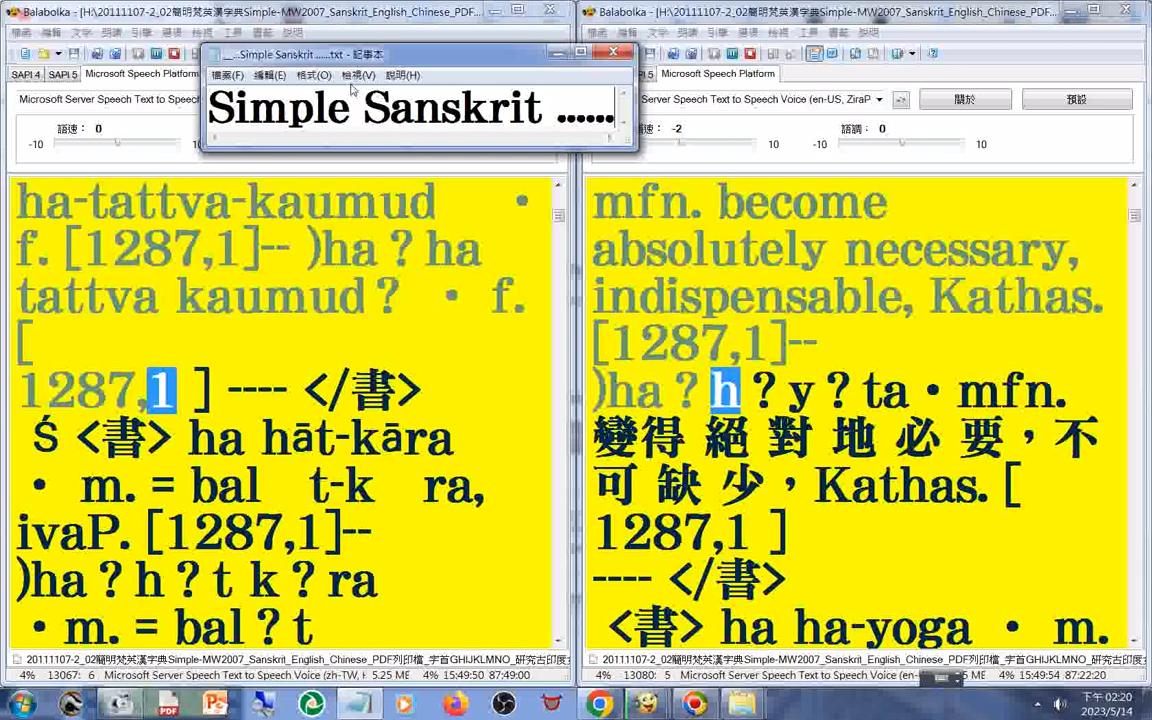 Balabolka - [H:\20111107-2_02簡明梵英漢字典Simple-MW2007_Sanskrit_English_Chinese_PDF...
SAPI 4 SAPI 5 Microsoft Speech Platform
Microsoft Server Speech Text to Speech
語速： 0
-10
__...Simple Sanskrit ......txt - 記事本
檔案(F) 編輯(E) 格式(O) 檢視(V) 說明(H)
Simple Sanskrit ......
ha-tattva-kaumud •
f. [1287,1]-- )ha ? ha
tattva kaumud ? • f.
[
1287,1 ] ---- </書>
Ś <書> ha hāt-kāra
• m. = bal t-k ra,
ivaP. [1287,1]--
)ha ? h ? t k ? ra
• m. = bal ? t
20111107-2_02簡明梵英漢字典Simple-MW2007_Sanskrit_English_Chinese_PDF列印檔_字首GHIJKLMNO_研究古印度
4% 13067: 6 Microsoft Server Speech Text to Speech Voice (zh-TW, H 5.25 MB 15:49:50 87:49:00
Balabolka - [H:\20111107-2_02簡明梵英漢字典Simple-MW2007_Sanskrit_English_Chinese_PDF...
PI 5 Microsoft Speech Platform
Server Speech Text to Speech Voice (en-US, ZiraP 關於 預設
-2 語調： 0
10 -10 10
mfn. become
absolutely necessary,
indispensable, Kathas.
[1287,1]--
)ha ? h ? y ? ta • mfn.
變得 絕 對 地 必 要，不
可 缺 少，Kathas. [
1287,1 ]
---- </書>
<書> ha ha-yoga • m.
20111107-2_02簡明梵英漢字典Simple-MW2007_Sanskrit_English_Chinese_PDF列印檔_字首GHIJKLMNO_研究古印度
4% 13080: 5 Microsoft Server Speech Text to Speech Voice (en- 5.25 MB 15:49:54 87:22:20
下午 02:20
2023/5/14